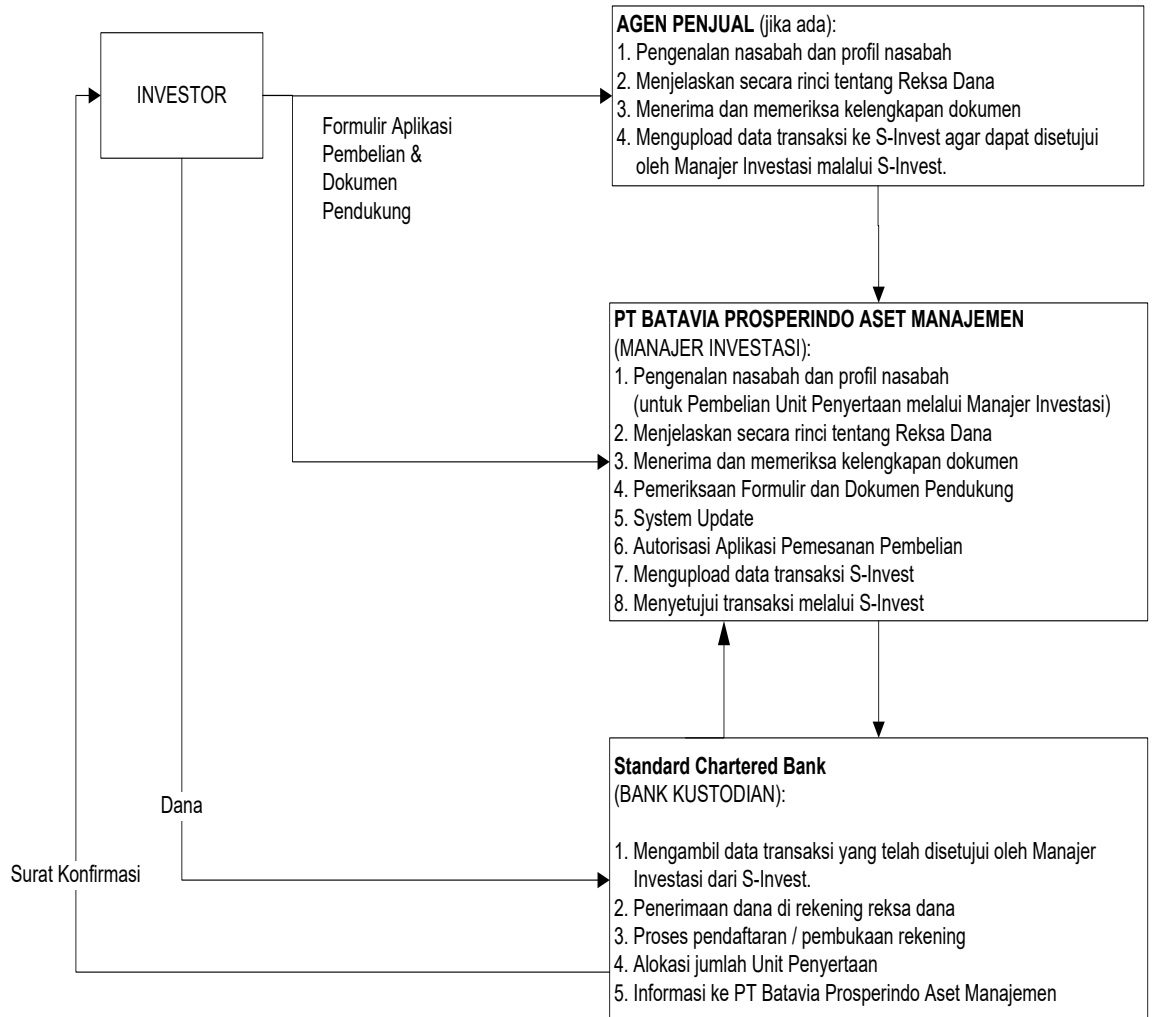 INVESTOR
Formulir Aplikasi
Pembelian &
Dokumen
Pendukung
AGEN PENJUAL (jika ada):
1. Pengenalan nasabah dan profil nasabah
2. Menjelaskan secara rinci tentang Reksa Dana
3. Menerima dan memeriksa kelengkapan dokumen
4. Mengupload data transaksi ke S-Invest agar dapat disetujui
oleh Manajer Investasi malalui S-Invest.
PT BATAVIA PROSPERINDO ASET MANAJEMEN
(MANAJER INVESTASI):
1. Pengenalan nasabah dan profil nasabah
(untuk Pembelian Unit Penyertaan melalui Manajer Investasi)
2. Menjelaskan secara rinci tentang Reksa Dana
3. Menerima dan memeriksa kelengkapan dokumen
4. Pemeriksaan Formulir dan Dokumen Pendukung
5. System Update
6. Autorisasi Aplikasi Pemesanan Pembelian
7. Mengupload data transaksi S-Invest
8. Menyetujui transaksi melalui S-Invest
Dana
Surat Konfirmasi
Standard Chartered Bank
(BANK KUSTODIAN):
1. Mengambil data transaksi yang telah disetujui oleh Manajer
Investasi dari S-Invest.
2. Penerimaan dana di rekening reksa dana
3. Proses pendaftaran / pembukaan rekening
4. Alokasi jumlah Unit Penyertaan
5. Informasi ke PT Batavia Prosperindo Aset Manajemen